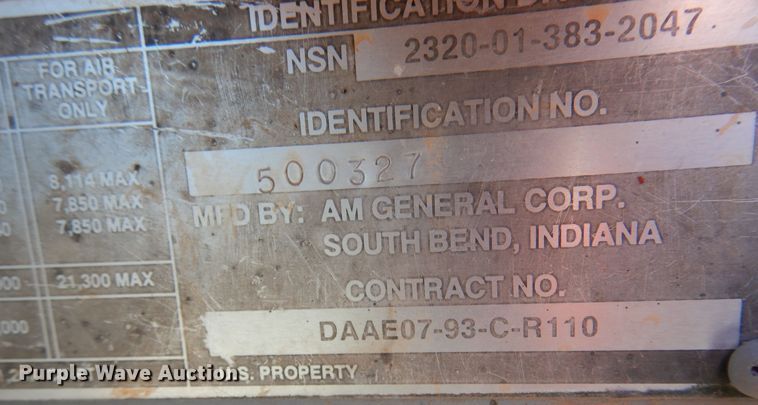 IDENTIFICATION
NSN 2320-01-383-2047
FOR AIR
TRANSPORT
ONLY
IDENTIFICATION NO.
8,114 MAX
7,850 MAX
7,850 MAX
500327
MFD BY: AM GENERAL CORP.
SOUTH BEND, INDIANA
21,300 MAX
CONTRACT NO.
DAAE07-93-C-R110
,000
S. PROPERTY
Purple Wave Auctions